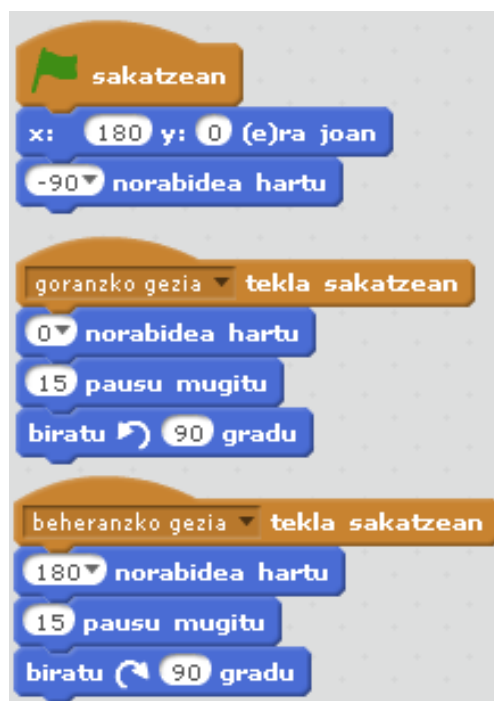 sakatzean
x: 180 y: 0 (e)ra joan
-90 norabidea hartu
goranzko gezia tekla sakatzean
0 norabidea hartu
15 pausu mugitu
biratu 90 gradu
beheranzko gezia tekla sakatzean
180 norabidea hartu
15 pausu mugitu
biratu 90 gradu